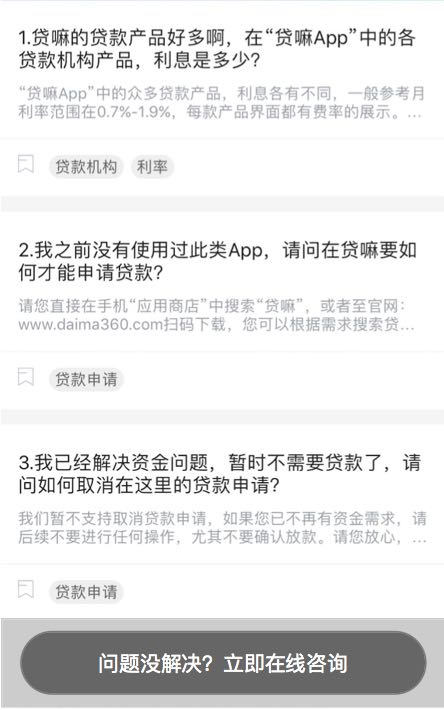 1.贷嘛的贷款产品好多啊，在“贷嘛App”中的各
贷款机构产品，利息是多少?
“贷嘛App”中的众多贷款产品，利息各有不同，一般参考月
利率范围在0.7%-1.9%，每款产品界面都有费率的展示。...
贷款机构 利率
2.我之前没有使用过此类App，请问在贷嘛要如
何才能申请贷款?
请您直接在手机“应用商店”中搜索“贷嘛”，或者至官网：
www.daima360.com扫码下载，您可以根据需求搜索贷...
贷款申请
3.我已经解决资金问题，暂时不需要贷款了，请
问如何取消在这里的贷款申请?
我们暂不支持取消贷款申请，如果您已不再有资金需求，请
后续不要进行任何操作，尤其不要确认放款。请您放心，...
贷款申请
问题没解决？立即在线咨询